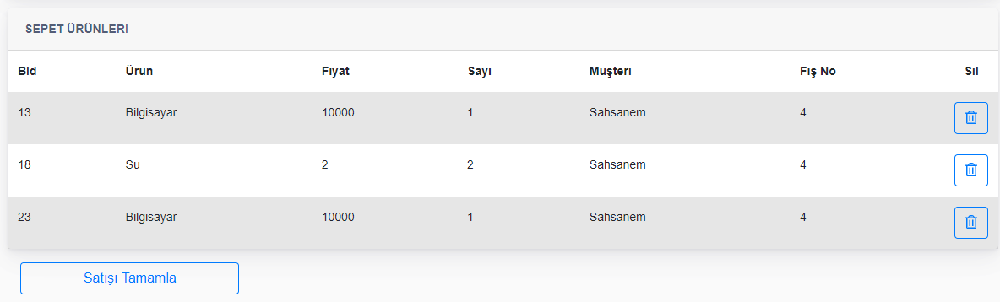 SEPET ÜRÜNLERI
BId Ürün Fiyat Sayı Müşteri Fiş No Sil
13 Bilgisayar 10000 1 Sahsanem 4
18 Su 2 2 Sahsanem 4
23 Bilgisayar 10000 1 Sahsanem 4
Satışı Tamamla